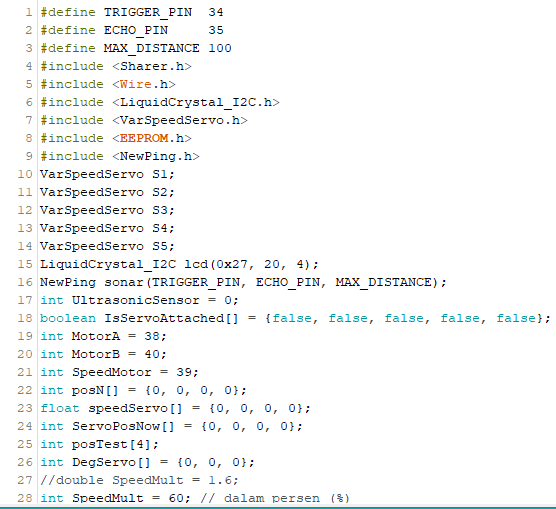 1 #define TRIGGER_PIN  34
2 #define ECHO_PIN     35
3 #define MAX_DISTANCE 100
4 #include <Sharer.h>
5 #include <Wire.h>
6 #include <LiquidCrystal_I2C.h>
7 #include <VarSpeedServo.h>
8 #include <EEPROM.h>
9 #include <NewPing.h>
10 VarSpeedServo S1;
11 VarSpeedServo S2;
12 VarSpeedServo S3;
13 VarSpeedServo S4;
14 VarSpeedServo S5;
15 LiquidCrystal_I2C lcd(0x27, 20, 4);
16 NewPing sonar(TRIGGER_PIN, ECHO_PIN, MAX_DISTANCE);
17 int UltrasonicSensor = 0;
18 boolean IsServoAttached[] = {false, false, false, false, false};
19 int MotorA = 38;
20 int MotorB = 40;
21 int SpeedMotor = 39;
22 int posN[] = {0, 0, 0, 0};
23 float speedServo[] = {0, 0, 0, 0};
24 int ServoPosNow[] = {0, 0, 0, 0};
25 int posTest[4];
26 int DegServo[] = {0, 0, 0};
27 //double SpeedMult = 1.6;
28 int SpeedMult = 60; // dalam persen (%)